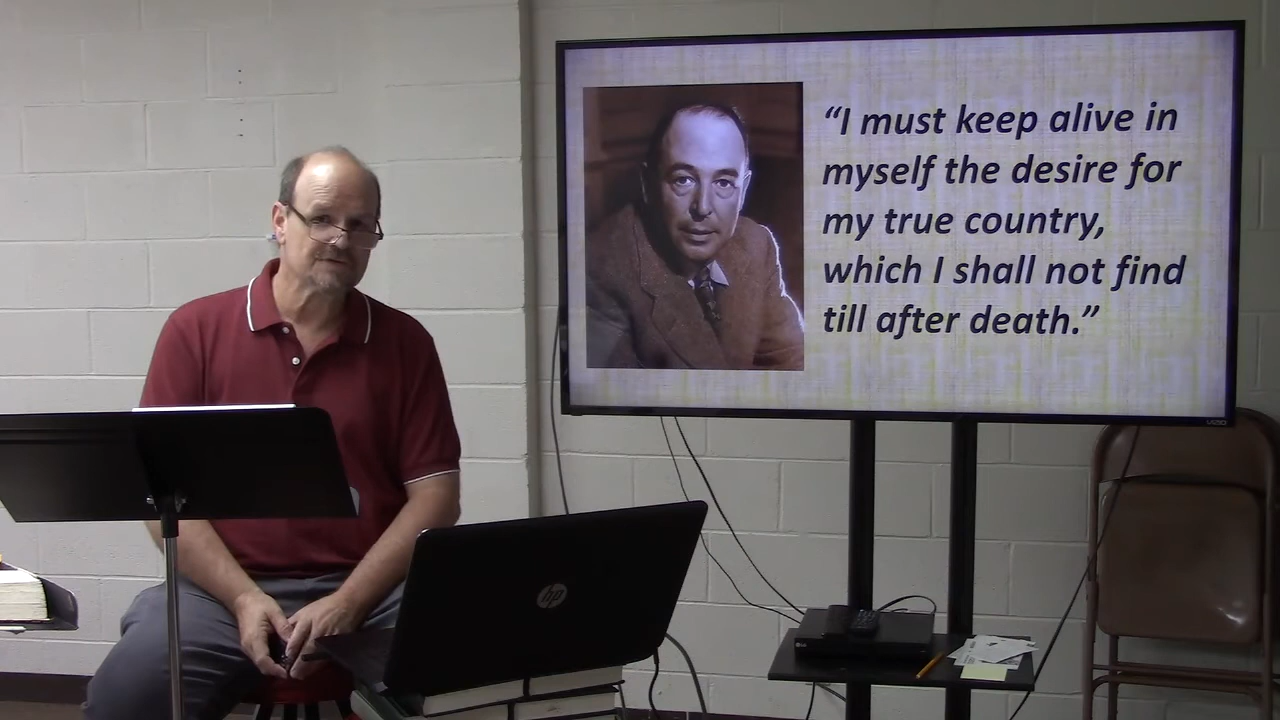 “I must keep alive in
myself the desire for
my true country,
which I shall not find
till after death.”
VIZIO
hp